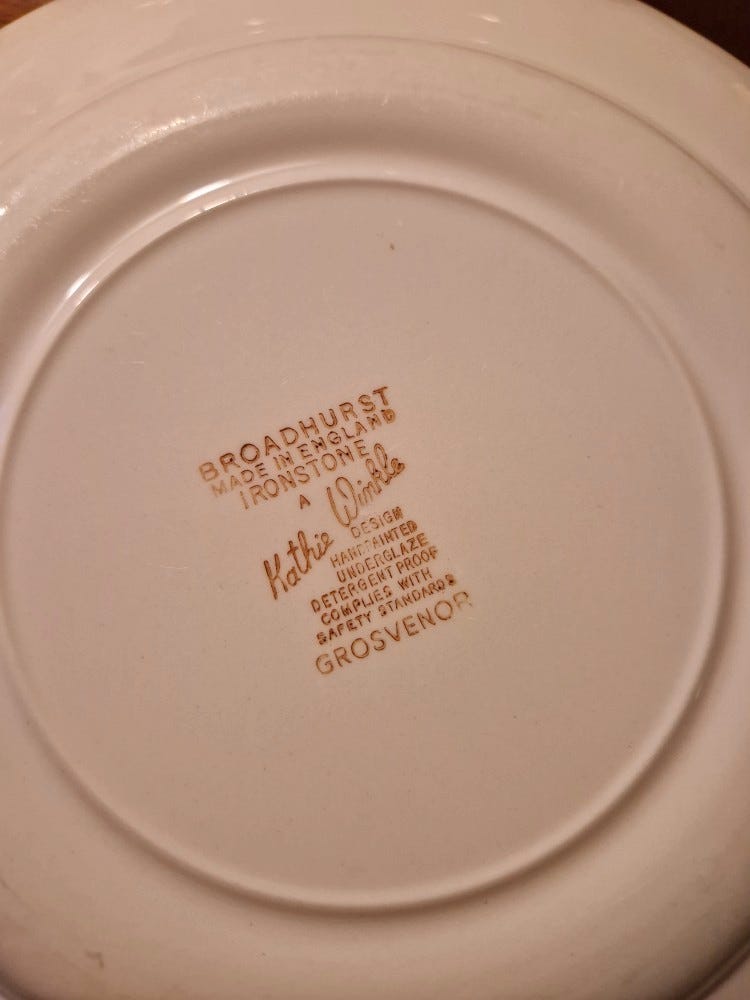 BROADHURST
MADE IN ENGLAND
IRONSTONE
A
Kathie Winkle
DESIGN
HANDPAINTED
UNDERGLAZE
DETERGENT PROOF
COMPLIES WITH
SAFETY STANDARDS
GROSVENOR